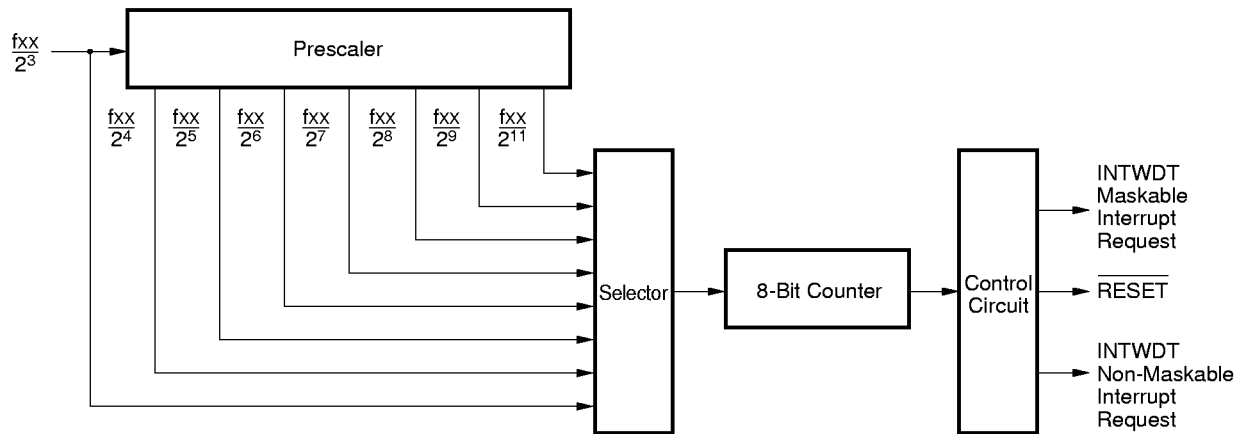 Prescaler
fxx
2³
fxx
2⁴
fxx
2⁵
fxx
2⁶
fxx
2⁷
fxx
2⁸
fxx
2⁹
fxx
2¹¹
Selector
8-Bit Counter
Control
Circuit
INTWDT
Maskable
Interrupt
Request
RESET
INTWDT
Non-Maskable
Interrupt
Request